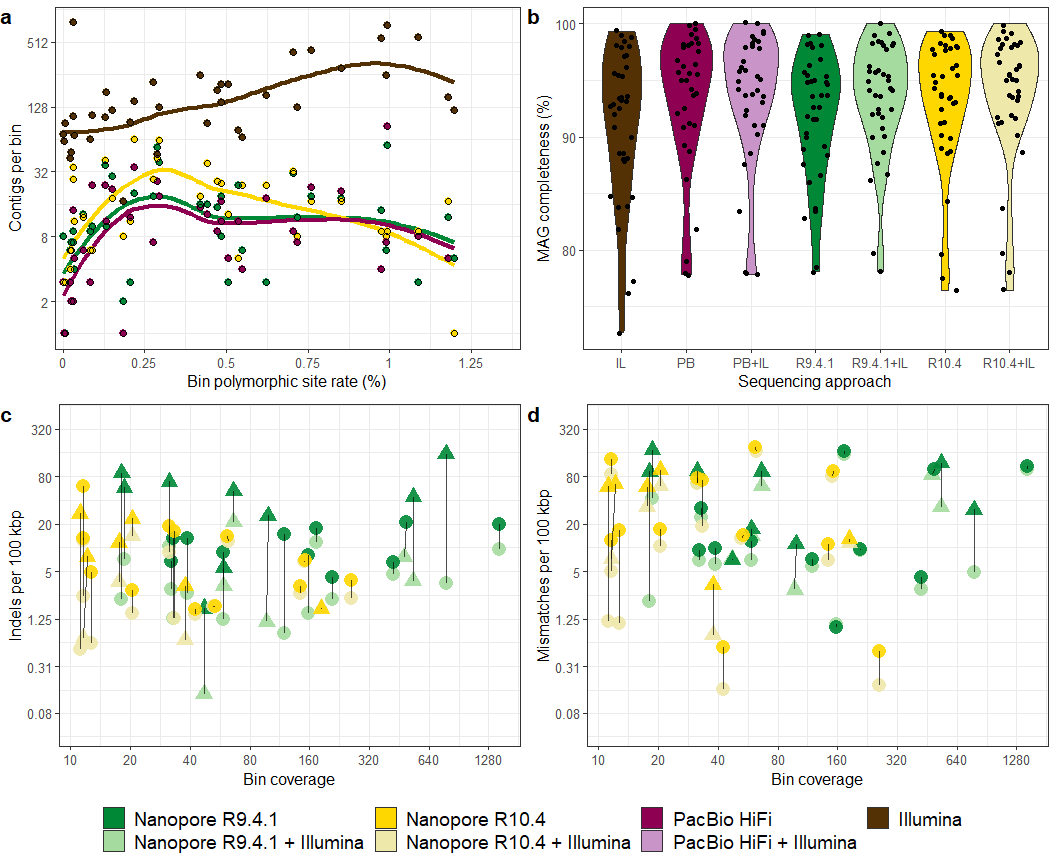 a
Contigs per bin
512
128
32
8
2
0
0.25
0.5
0.75
1
1.25
Bin polymorphic site rate (%)
b
MAG completeness (%)
100
90
80
IL
PB
PB+IL
R9.4.1
R9.4.1+IL
R10.4
R10.4+IL
Sequencing approach
c
Indels per 100 kbp
320
80
20
5
1.25
0.31
0.08
10
20
40
80
160
320
640
1280
Bin coverage
d
Mismatches per 100 kbp
320
80
20
5
1.25
0.31
0.08
10
20
40
80
160
320
640
1280
Bin coverage
Nanopore R9.4.1
Nanopore R9.4.1 + Illumina
Nanopore R10.4
Nanopore R10.4 + Illumina
PacBio HiFi
PacBio HiFi + Illumina
Illumina